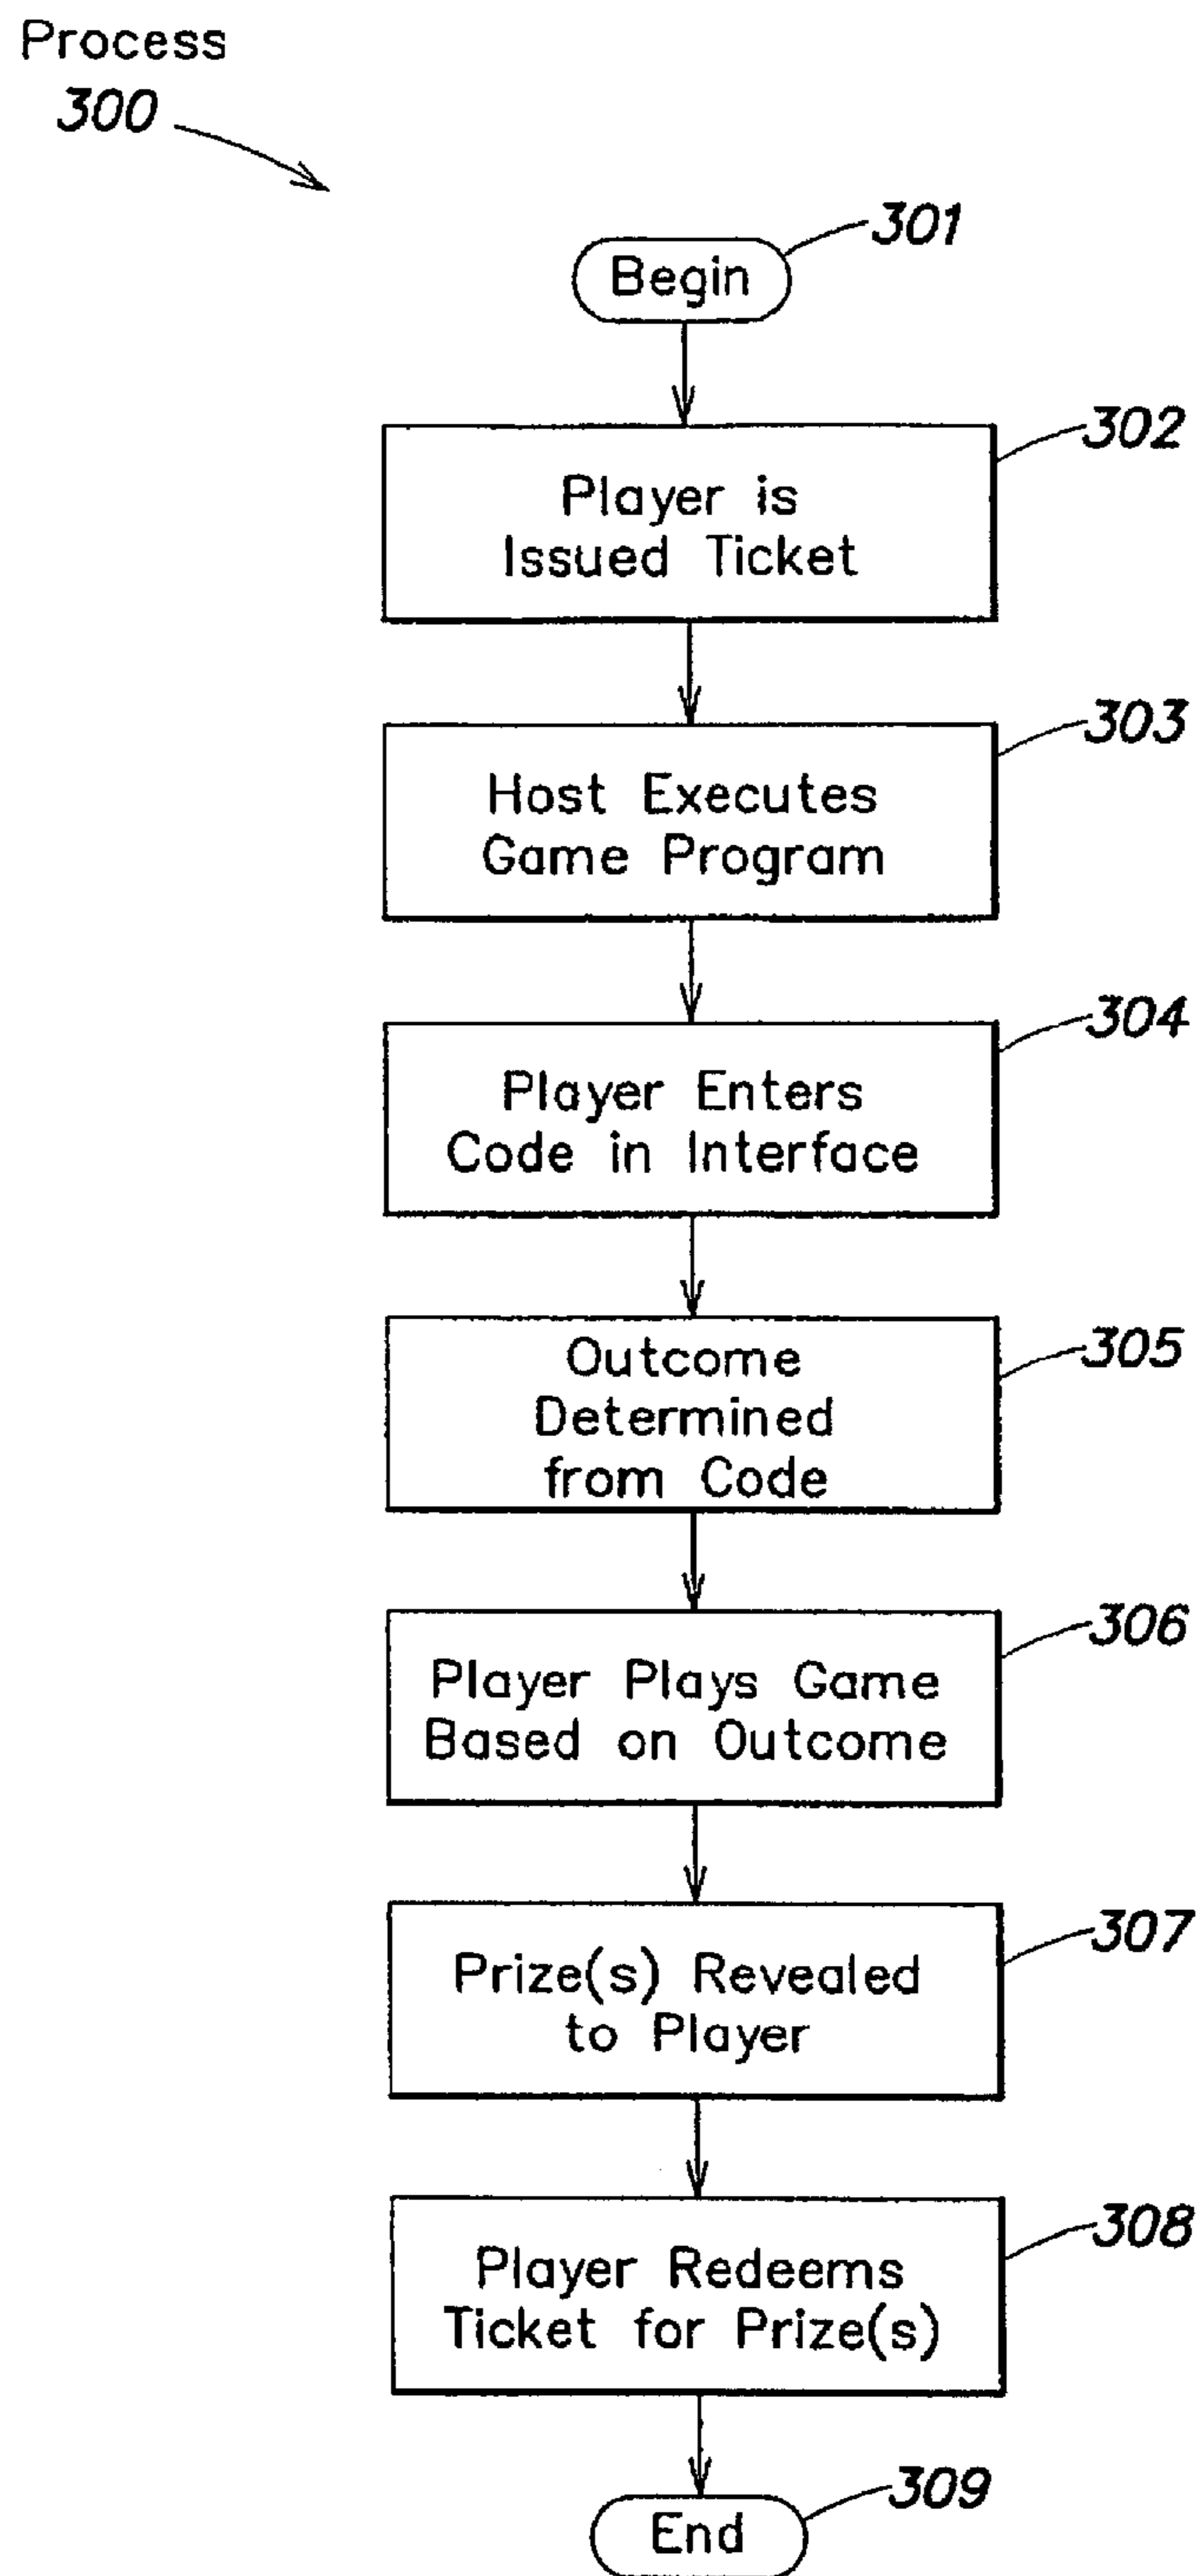 Process
300
301
Begin
302
Player is
Issued Ticket
303
Host Executes
Game Program
304
Player Enters
Code in Interface
305
Outcome
Determined
from Code
306
Player Plays Game
Based on Outcome
307
Prize(s) Revealed
to Player
308
Player Redeems
Ticket for Prize(s)
309
End